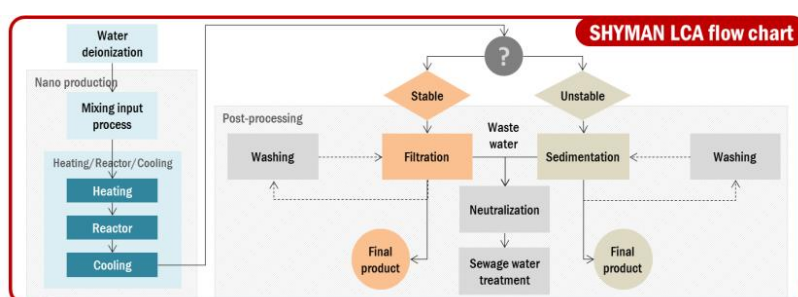 SHYMAN LCA flow chart
Water
deionization
?
Nano production
Stable
Unstable
Mixing input
process
Post-processing
Waste
water
Washing
Filtration
Sedimentation
Washing
Heating/Reactor/Cooling
Heating
Neutralization
Reactor
Final
product
Final
product
Cooling
Sewage water
treatment